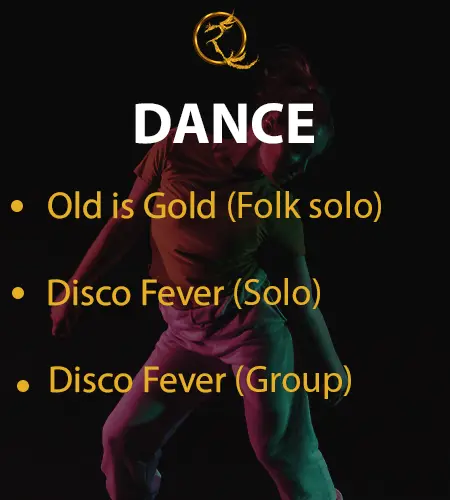 DANCE
• Old is Gold (Folk solo)
• Disco Fever (Solo)
• Disco Fever (Group)